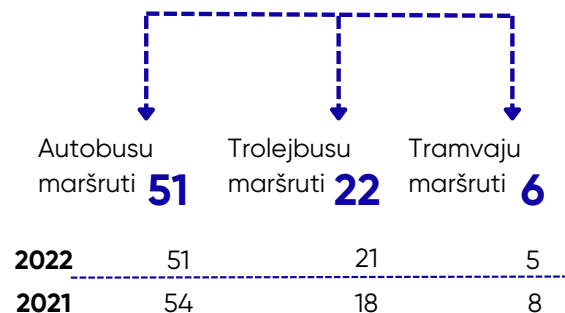 Autobusu
maršruti 51
Trolejbusu
maršruti 22
Tramvaju
maršruti 6
2022 51 21 5
2021 54 18 8